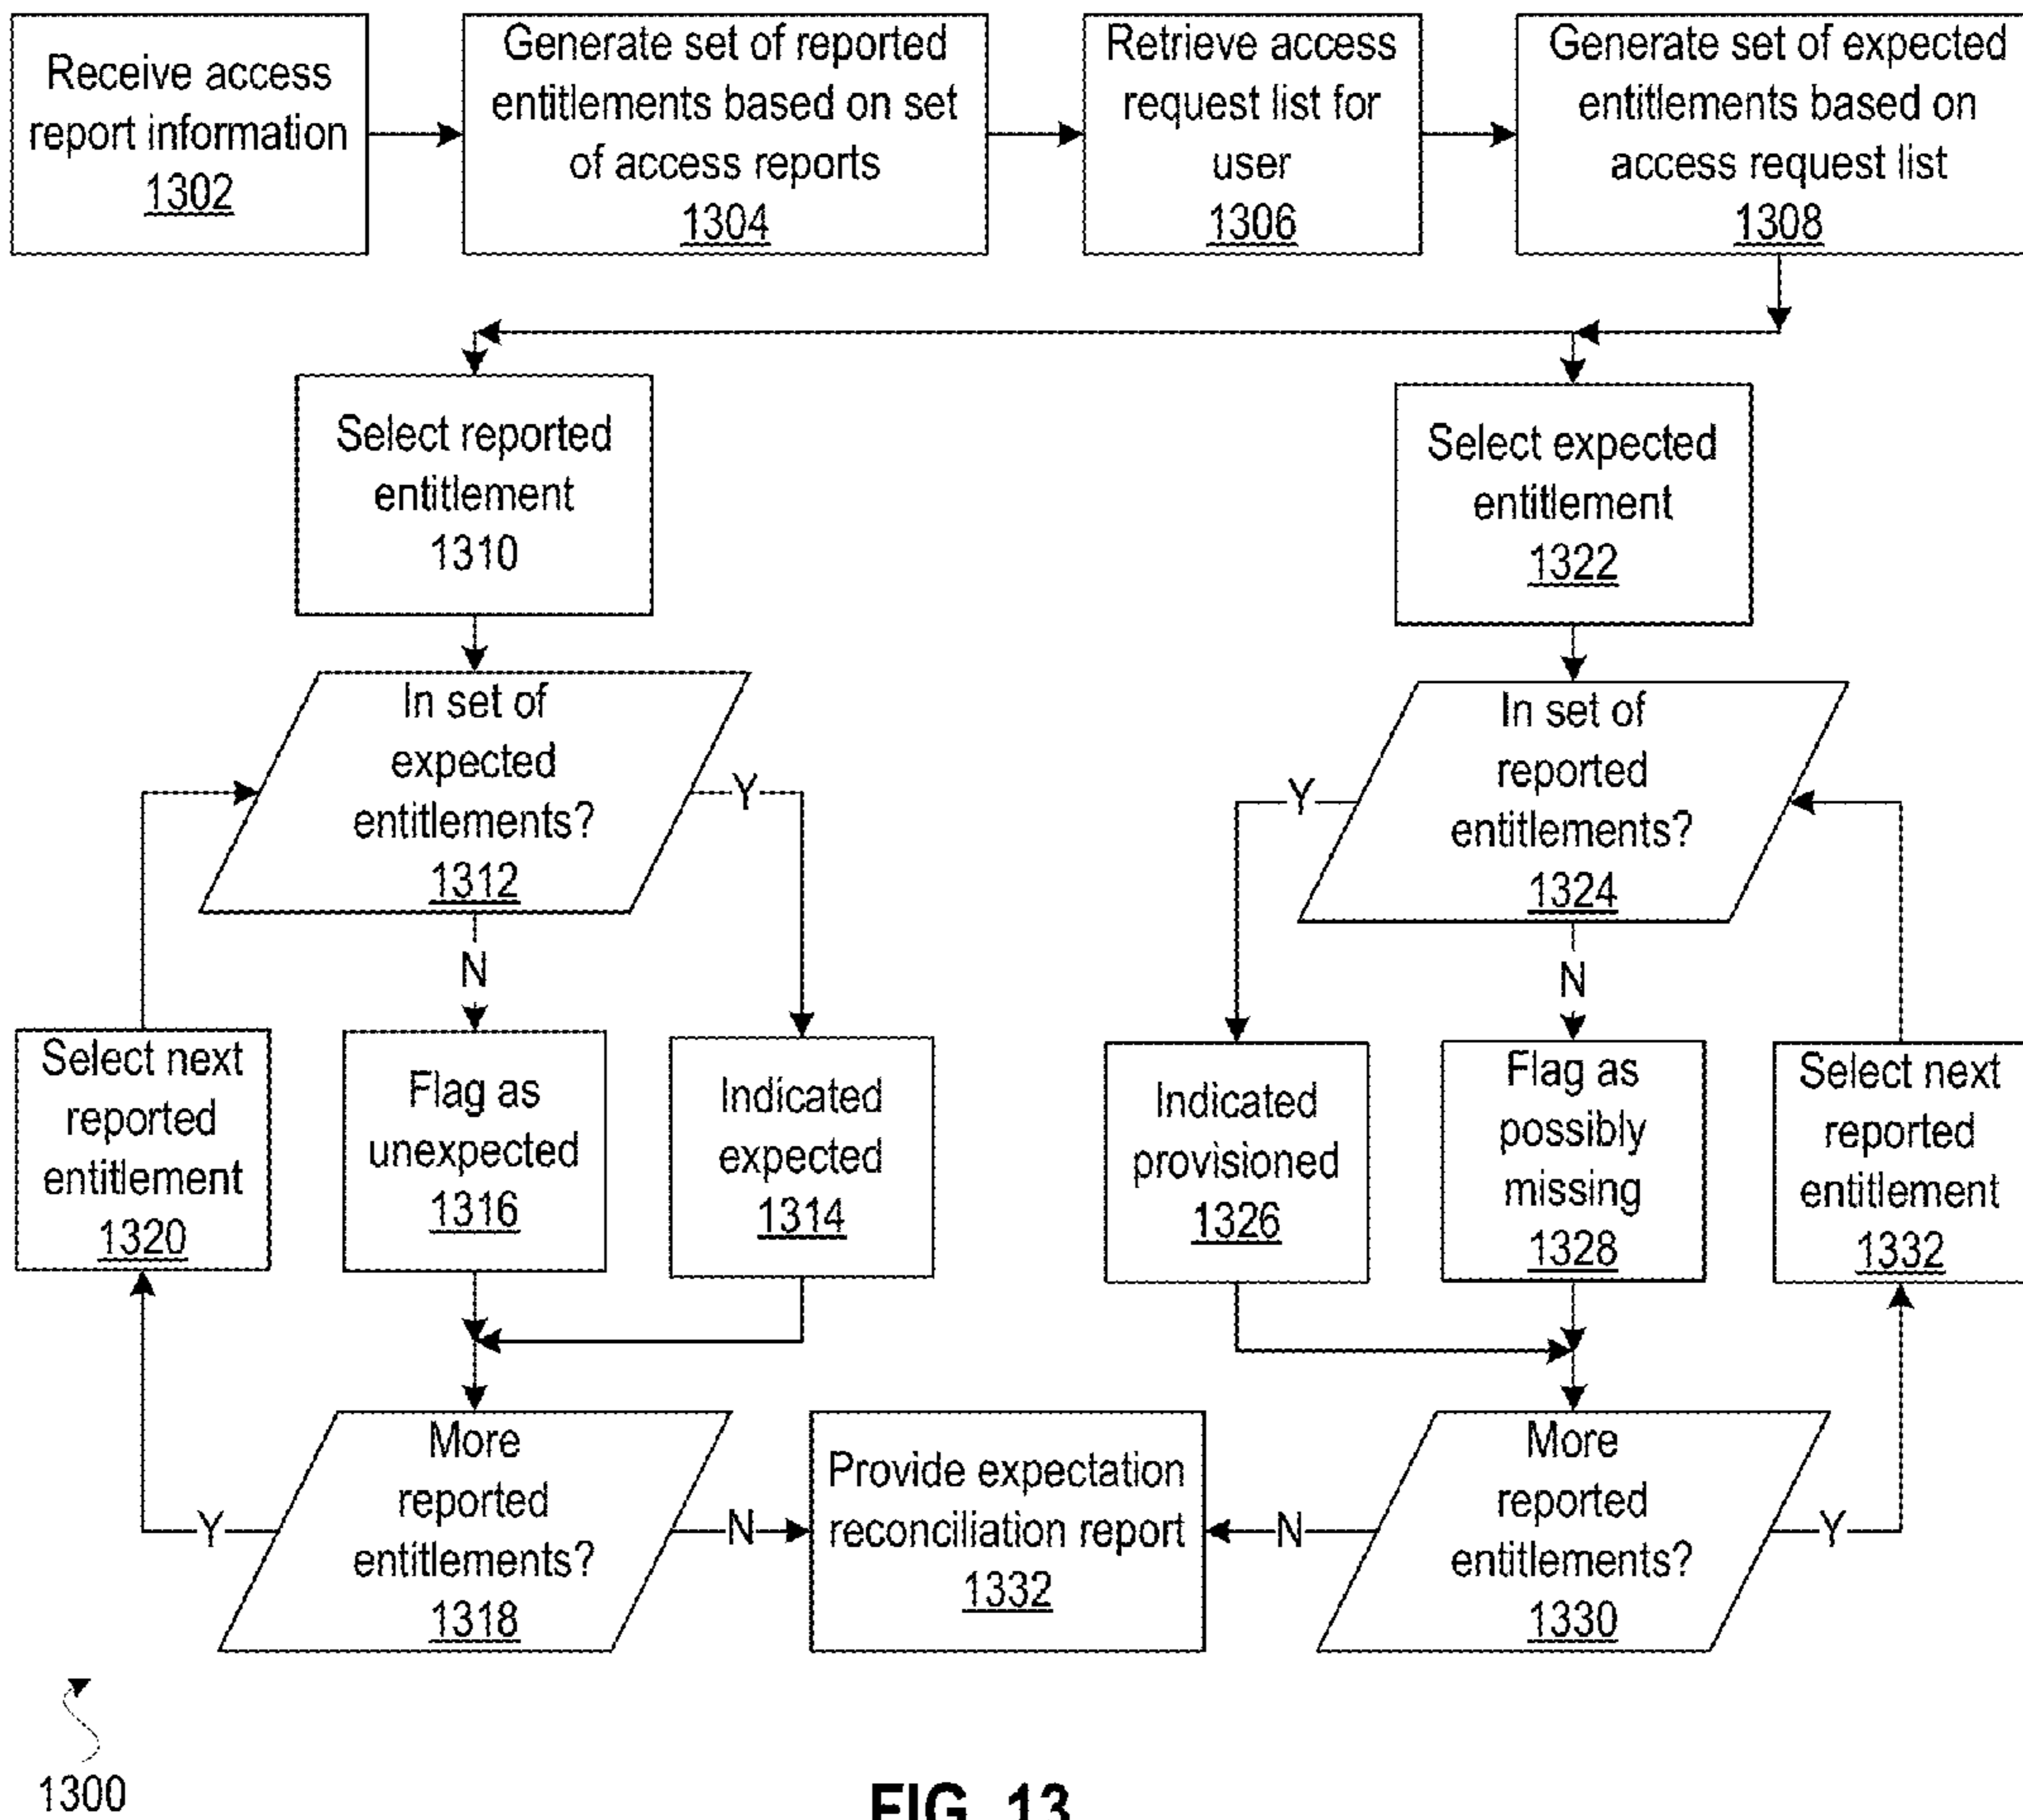 Receive access
report information
1302
Generate set of reported
entitlements based on set
of access reports
1304
Retrieve access
request list for
user
1306
Generate set of expected
entitlements based on
access request list
1308
Select reported
entitlement
1310
Select expected
entitlement
1322
In set of
expected
entitlements?
1312
Y
N
In set of
reported
entitlements?
1324
Y
N
Select next
reported
entitlement
1320
Flag as
unexpected
1316
Indicated
expected
1314
Indicated
provisioned
1326
Flag as
possibly
missing
1328
Select next
reported
entitlement
1332
More
reported
entitlements?
1318
Y
N
Provide expectation
reconciliation report
1332
More
reported
entitlements?
1330
N
Y
1300
FIG. 13